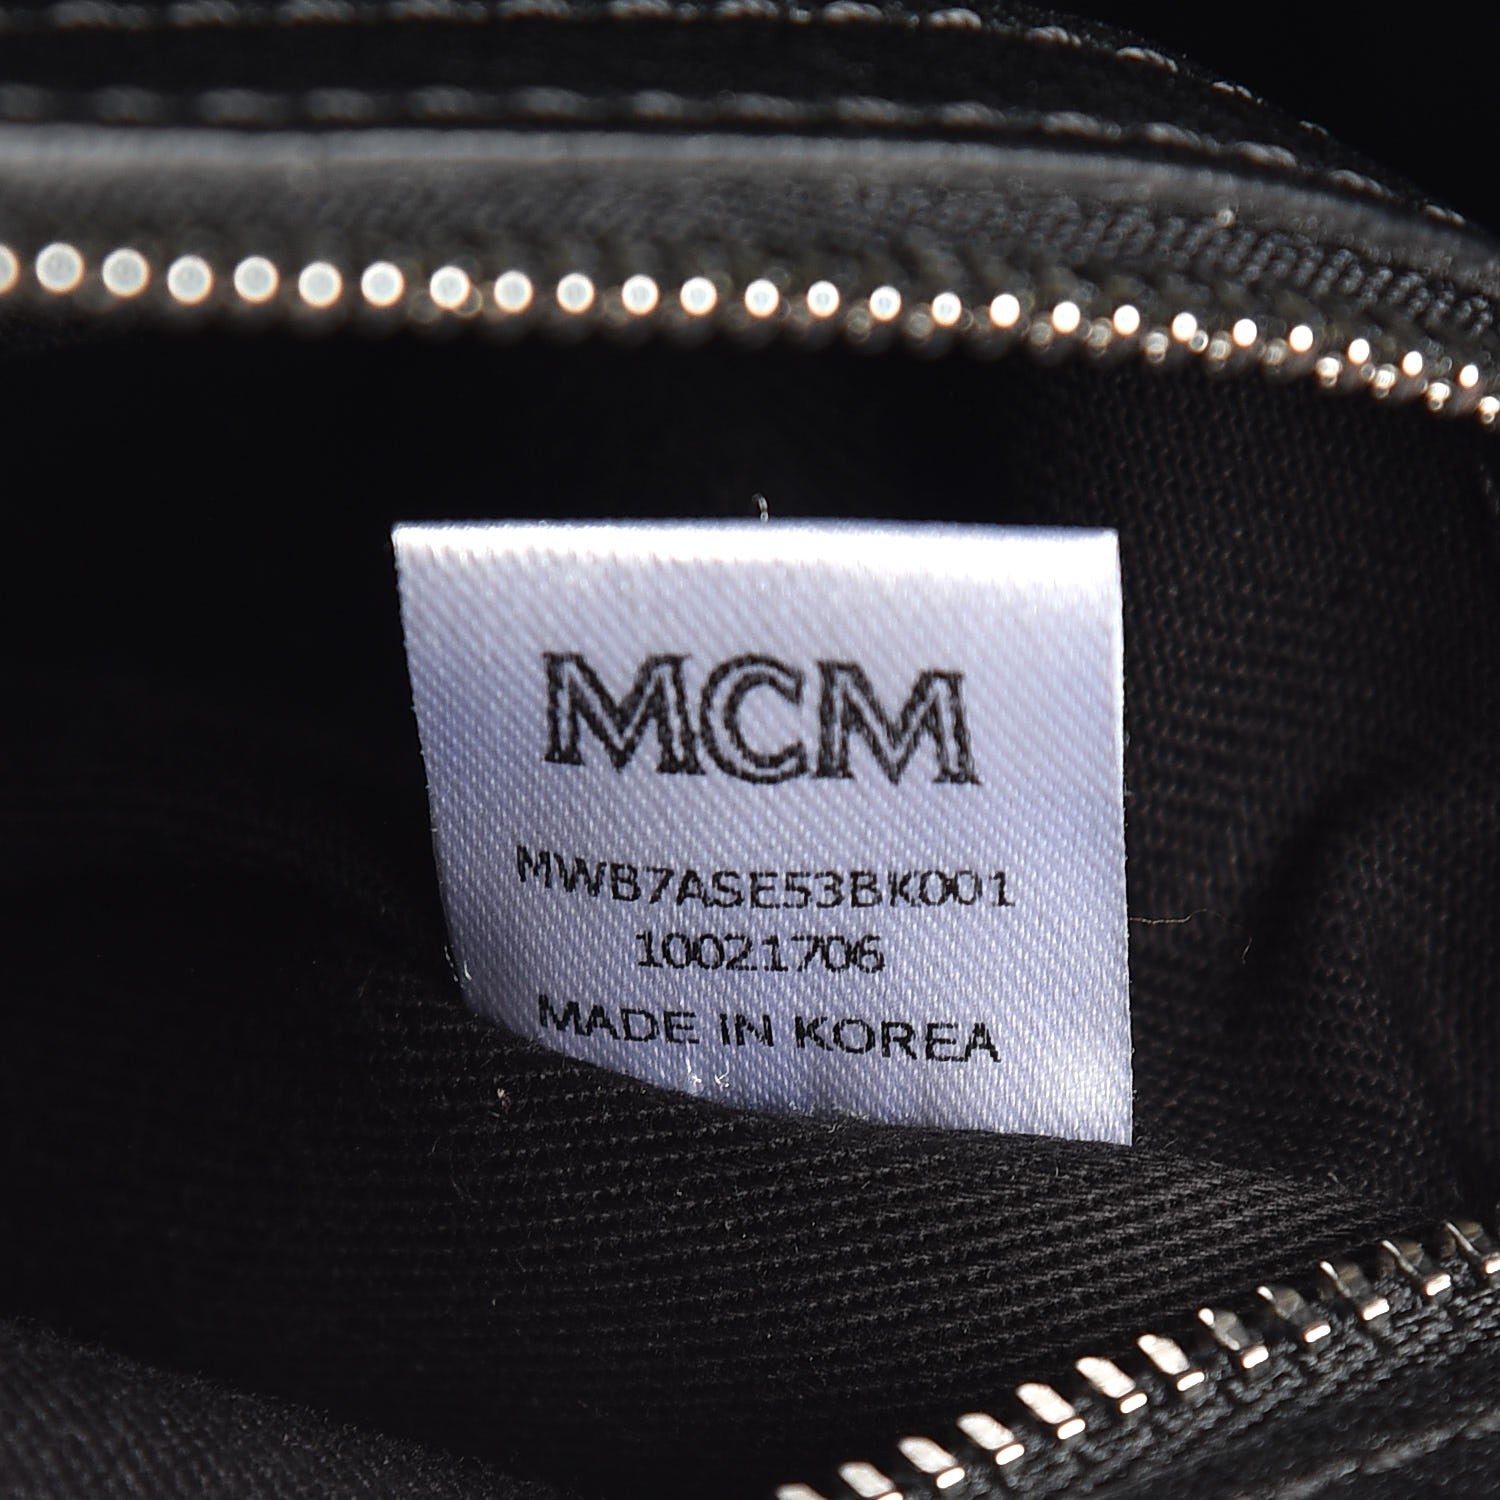 MCM
MWB7ASE53BK001
10021706
MADE IN KOREA